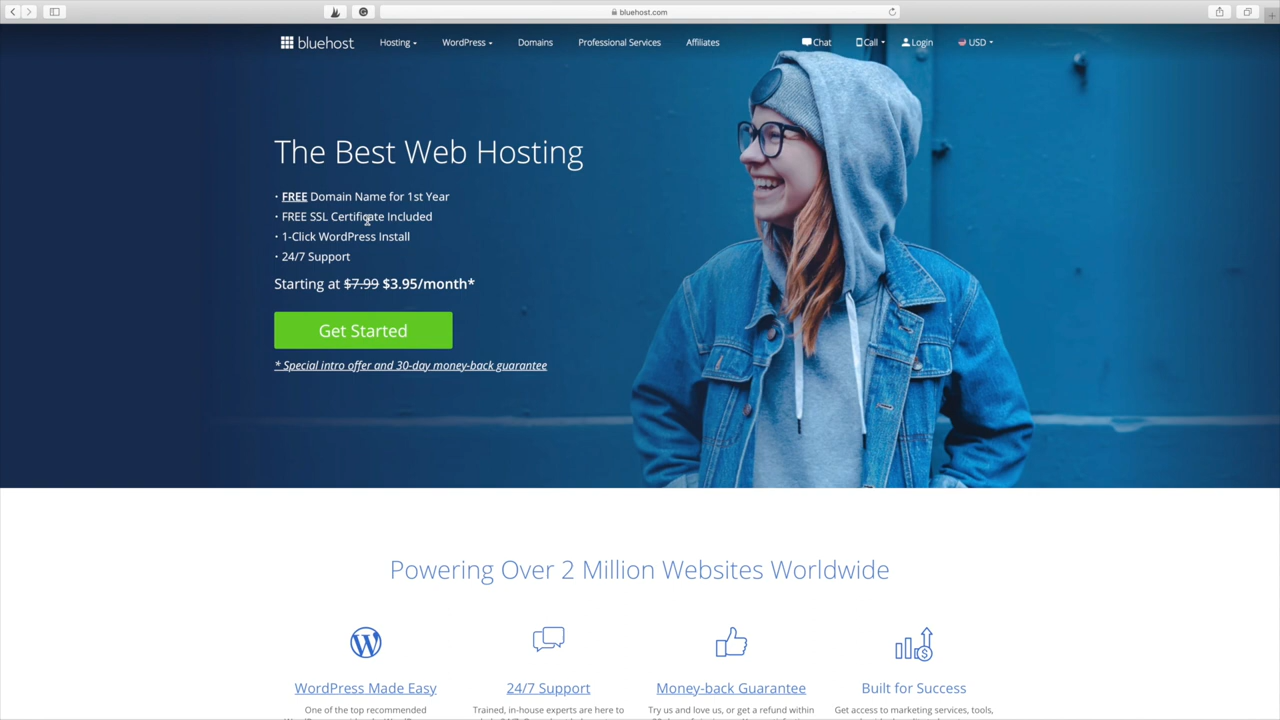 bluehost.com
bluehost
Hosting
WordPress
Domains
Professional Services
Affiliates
Chat
Call
Login
USD
The Best Web Hosting
· FREE Domain Name for 1st Year
· FREE SSL Certificate Included
· 1-Click WordPress Install
· 24/7 Support
Starting at $7.99 $3.95/month*
Get Started
* Special intro offer and 30-day money-back guarantee
Powering Over 2 Million Websites Worldwide
WordPress Made Easy
One of the top recommended
24/7 Support
Trained, in-house experts are here to
Money-back Guarantee
Try us and love us, or get a refund within
Built for Success
Get access to marketing services, tools,